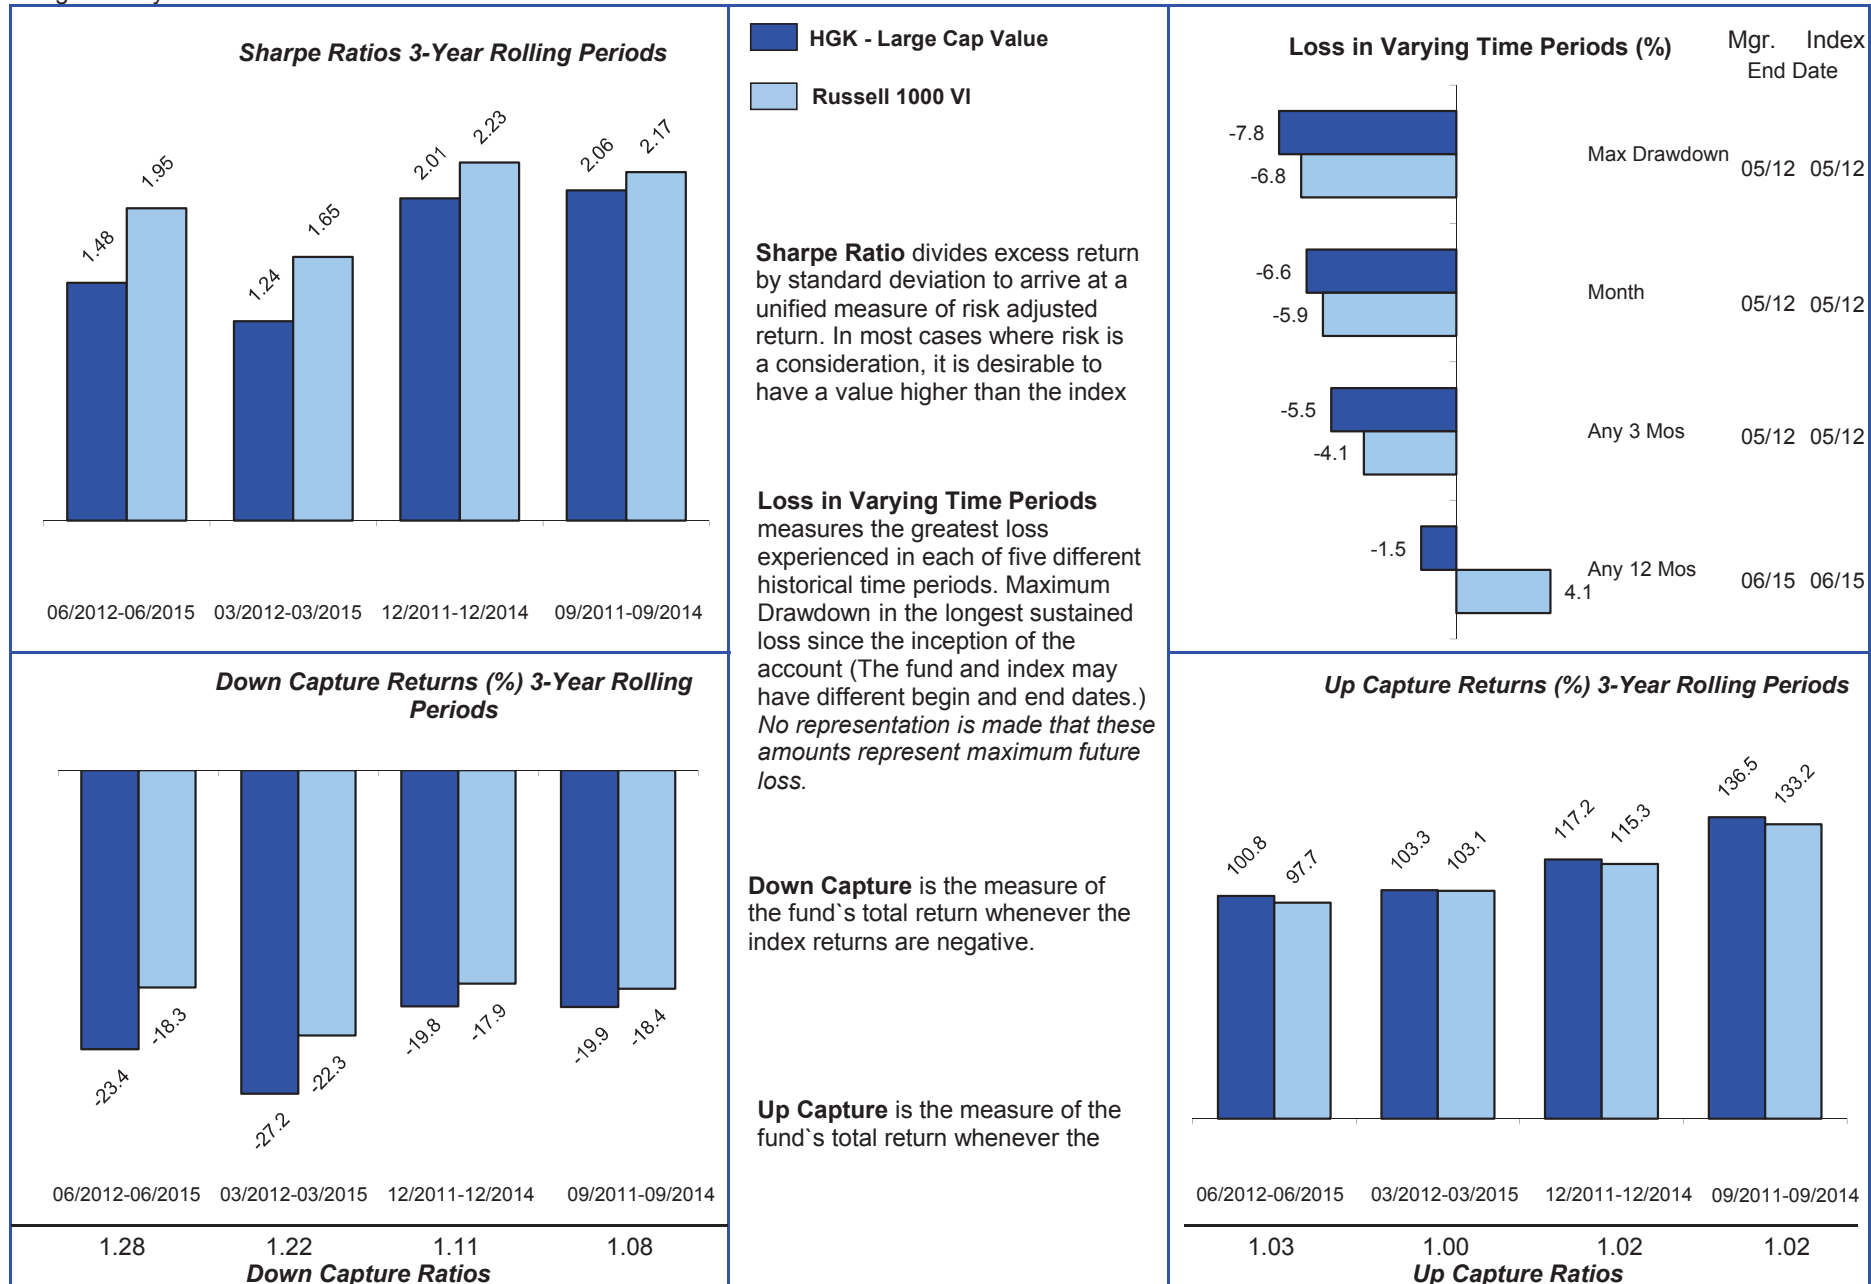 Sharpe Ratios 3-Year Rolling Periods
1.48
1.95
1.24
1.65
2.01
2.23
2.06
2.17
06/2012-06/2015 03/2012-03/2015 12/2011-12/2014 09/2011-09/2014
Down Capture Returns (%) 3-Year Rolling
Periods
-23.4
-18.3
-27.2
-22.3
-19.8
-17.9
-19.9
-18.4
06/2012-06/2015 03/2012-03/2015 12/2011-12/2014 09/2011-09/2014
1.28 1.22 1.11 1.08
Down Capture Ratios
HGK - Large Cap Value
Russell 1000 Vl
Sharpe Ratio divides excess return
by standard deviation to arrive at a
unified measure of risk adjusted
return. In most cases where risk is
a consideration, it is desirable to
have a value higher than the index
Loss in Varying Time Periods
measures the greatest loss
experienced in each of five different
historical time periods. Maximum
Drawdown in the longest sustained
loss since the inception of the
account (The fund and index may
have different begin and end dates.)
No representation is made that these
amounts represent maximum future
loss.
Down Capture is the measure of
the fund`s total return whenever the
index returns are negative.
Up Capture is the measure of the
fund`s total return whenever the
Loss in Varying Time Periods (%) Mgr. Index
End Date
-7.8
-6.8
Max Drawdown 05/12 05/12
-6.6
-5.9
Month 05/12 05/12
-5.5
-4.1
Any 3 Mos 05/12 05/12
-1.5
4.1
Any 12 Mos 06/15 06/15
Up Capture Returns (%) 3-Year Rolling Periods
100.8
97.7
103.3
103.1
117.2
115.3
136.5
133.2
06/2012-06/2015 03/2012-03/2015 12/2011-12/2014 09/2011-09/2014
1.03 1.00 1.02 1.02
Up Capture Ratios